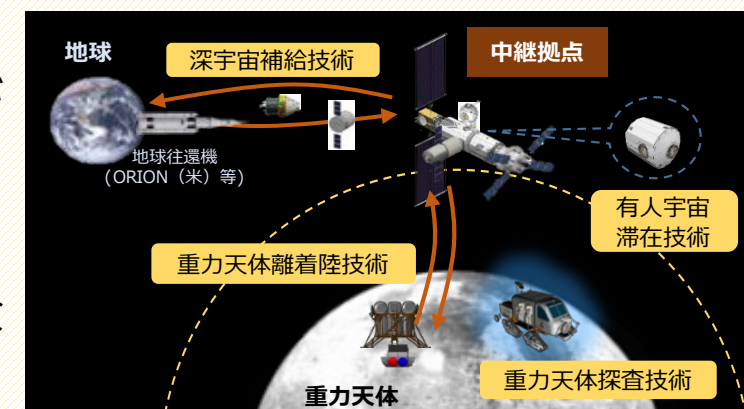 地球
深宇宙補給技術
中継拠点
地球往還機
(ORION（米）等)
有人宇宙
滞在技術
重力天体離着陸技術
重力天体探査技術
重力天体